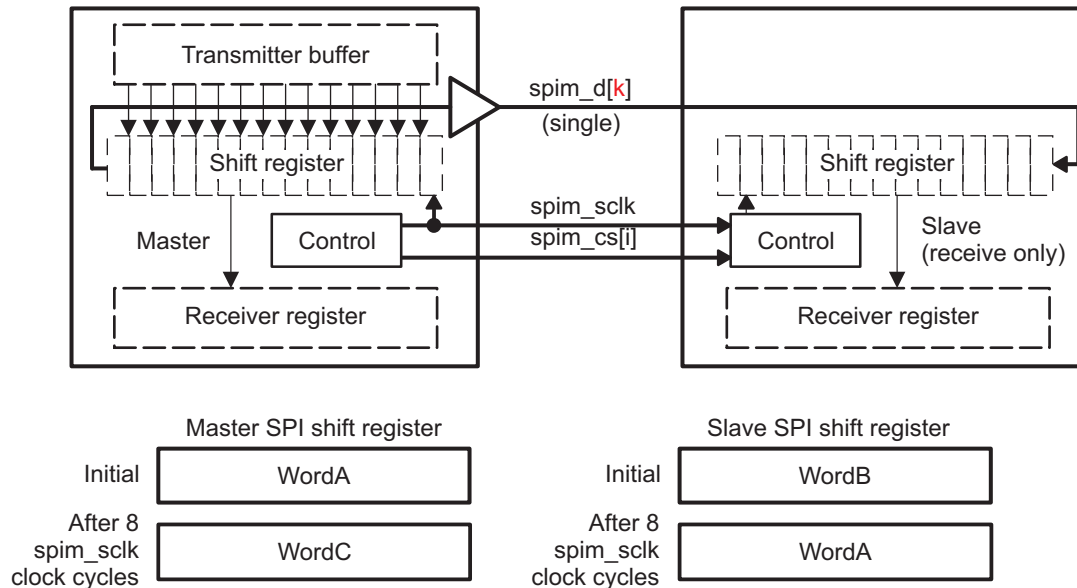 Transmitter buffer
spim_d[k]
(single)
Shift register
Shift register
spim_sclk
Master
Control
spim_cs[i]
Control
Slave
(receive only)
Receiver register
Receiver register
Master SPI shift register
Slave SPI shift register
Initial
WordA
Initial
WordB
After 8
spim_sclk
clock cycles
WordC
After 8
spim_sclk
clock cycles
WordA